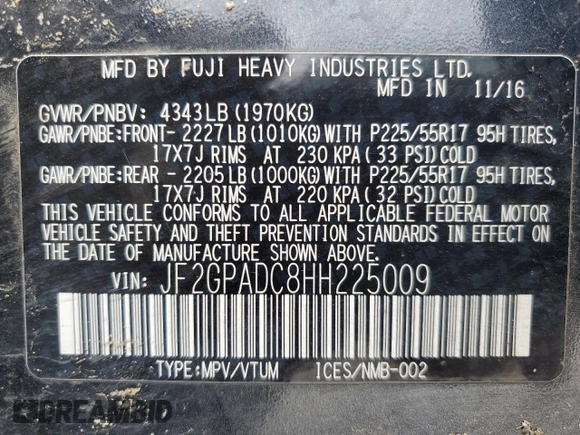 MFD BY FUJI HEAVY INDUSTRIES LTD.
MFD IN 11/16
GVWR/PNBV: 4343LB (1970KG)
GAWR/PNBE:FRONT- 2227LB (1010KG) WITH P225/55R17 95H TIRES,
17X7J RIMS AT 230 KPA ( 33 PSI) COLD
GAWR/PNBE:REAR - 2205LB (1000KG) WITH P225/55R17 95H TIRES,
17X7J RIMS AT 220 KPA ( 32 PSI) COLD
THIS VEHICLE CONFORMS TO ALL APPLICABLE FEDERAL MOTOR
VEHICLE SAFETY AND THEFT PREVENTION STANDARDS IN EFFECT ON
THE DATE OF MANUFACTURE SHOWN ABOVE.
VIN: JF2GPADC8HH225009
TYPE:MPV/VTUM ICES/NMB-002
DREAMBID